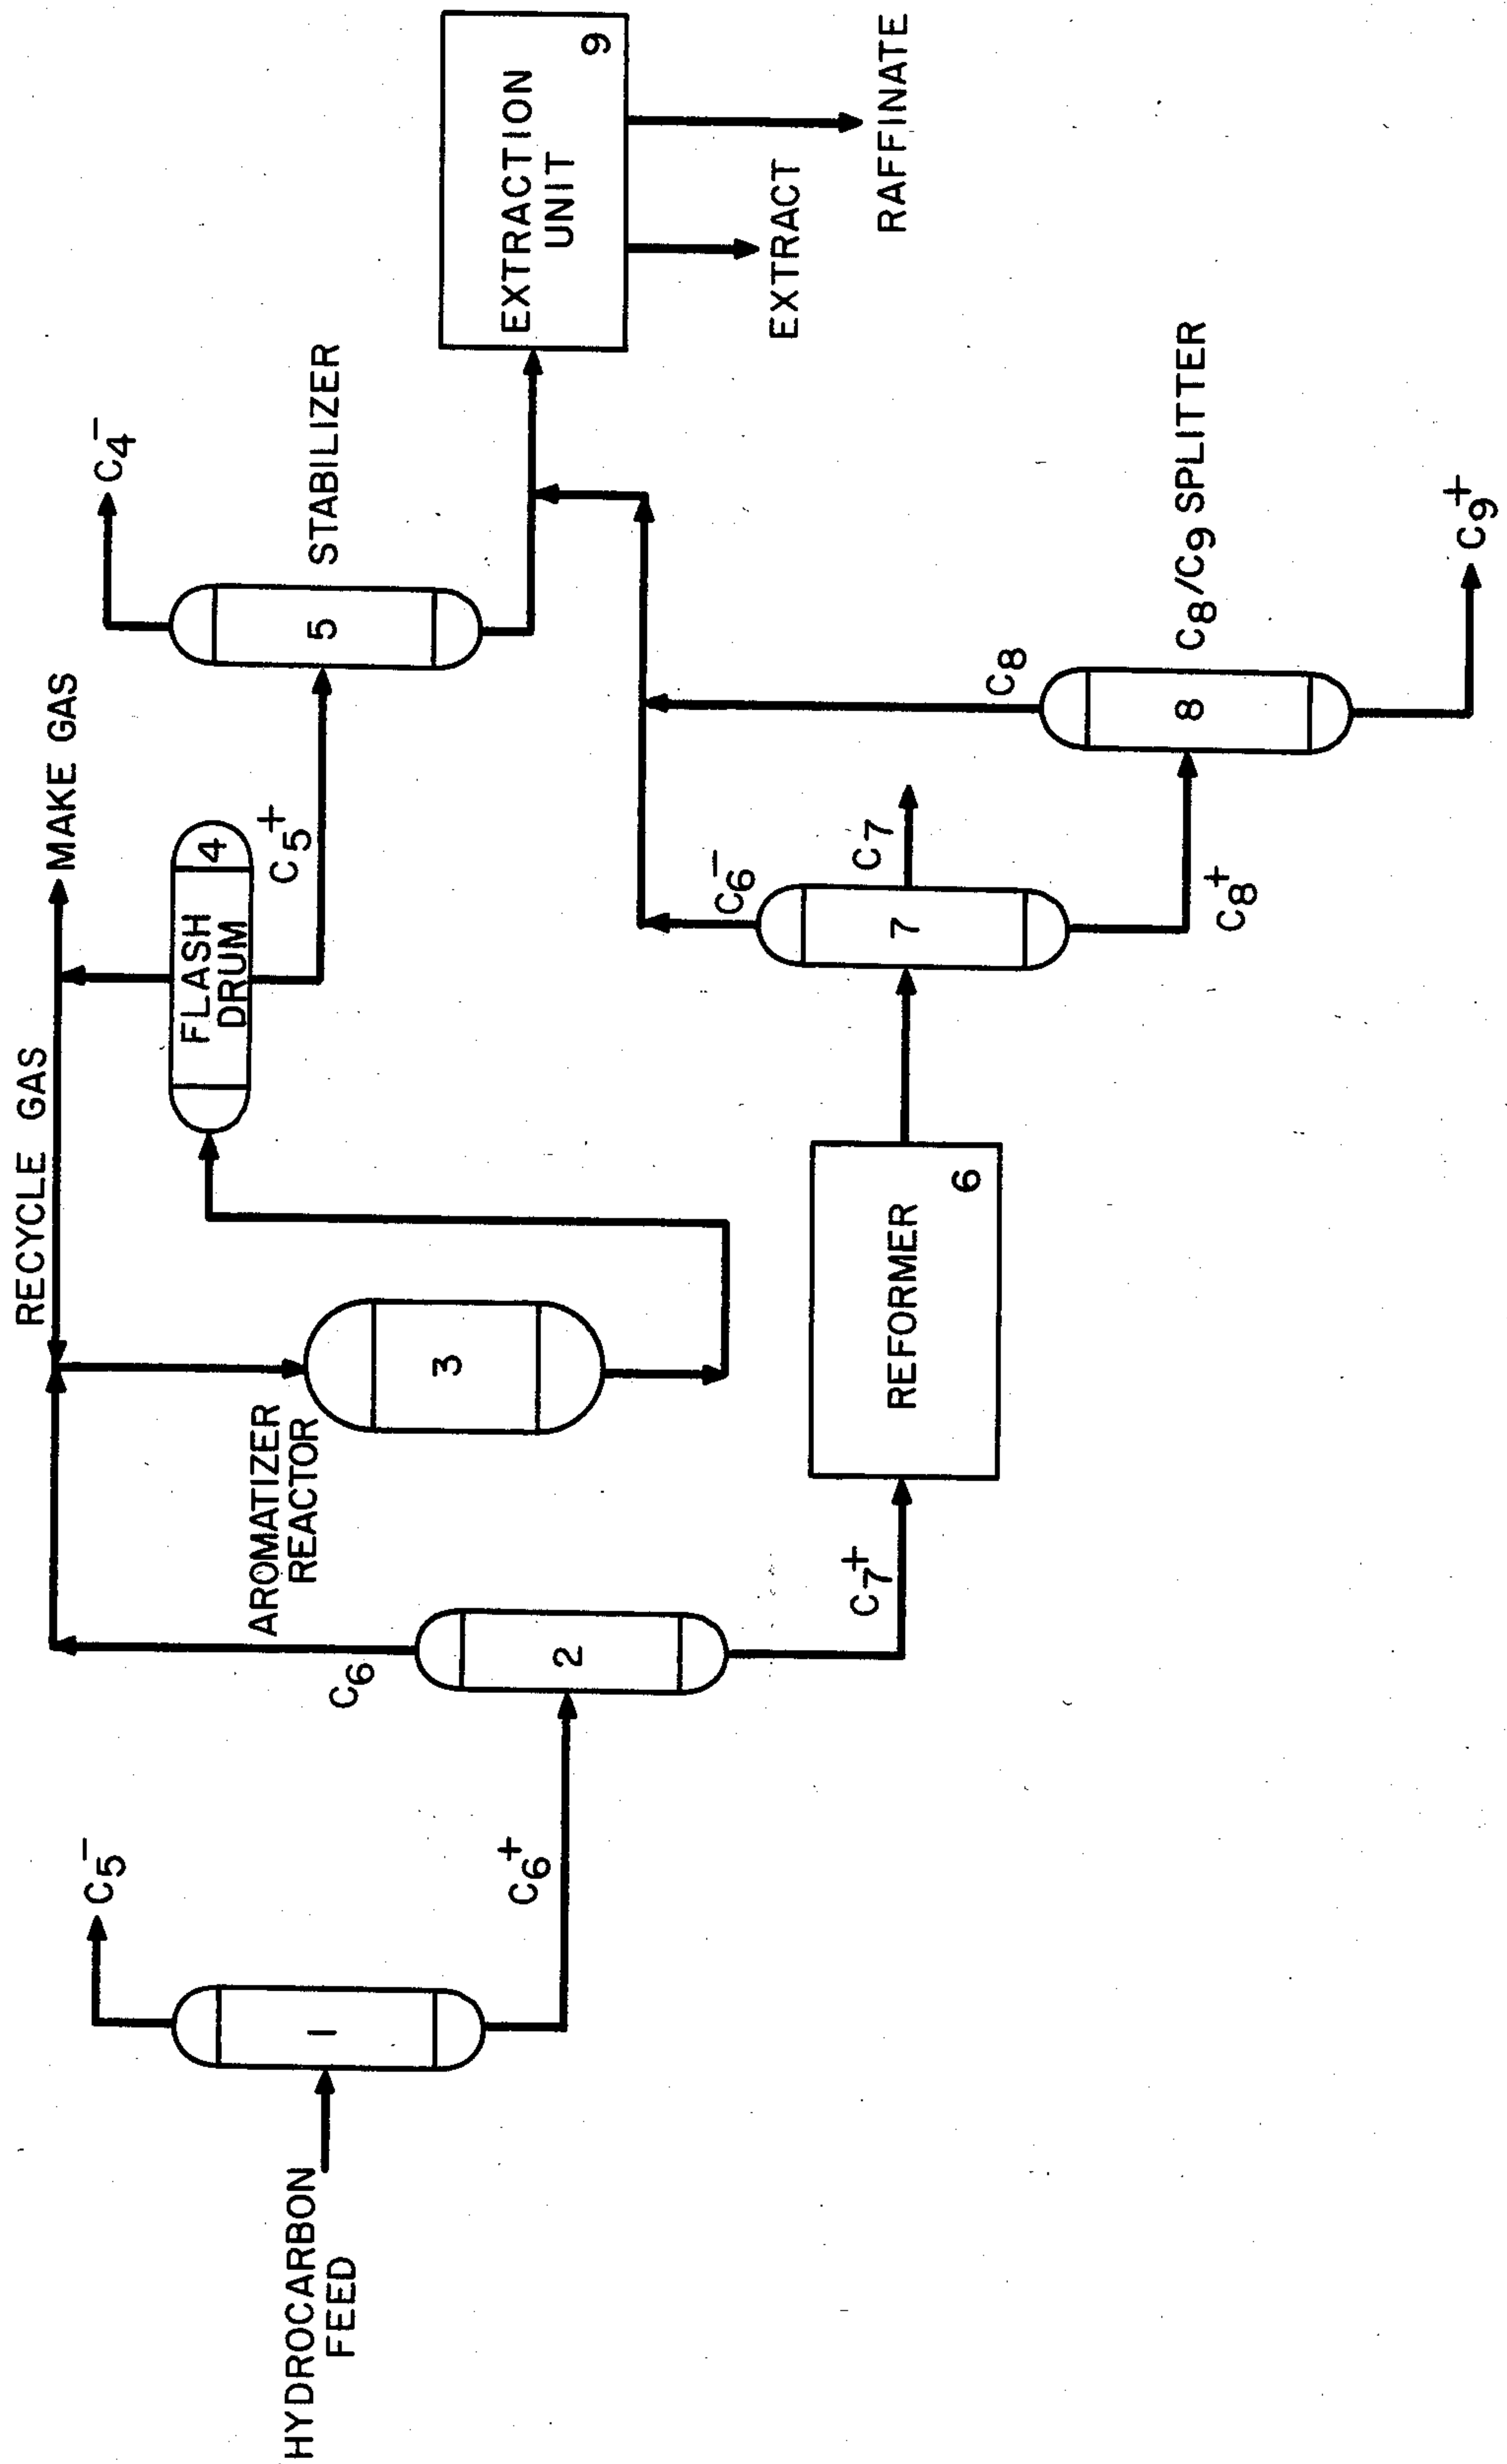 HYDROCARBON
FEED
1
C5-
C6+
2
C6
C7+
AROMATIZER
REACTOR
3
RECYCLE GAS
MAKE GAS
FLASH
DRUM
4
C5+
5
STABILIZER
C4-
REFORMER
6
7
C6-
C7
C8+
8
C8
C8/C9 SPLITTER
C9+
EXTRACTION
UNIT
9
EXTRACT
RAFFINATE